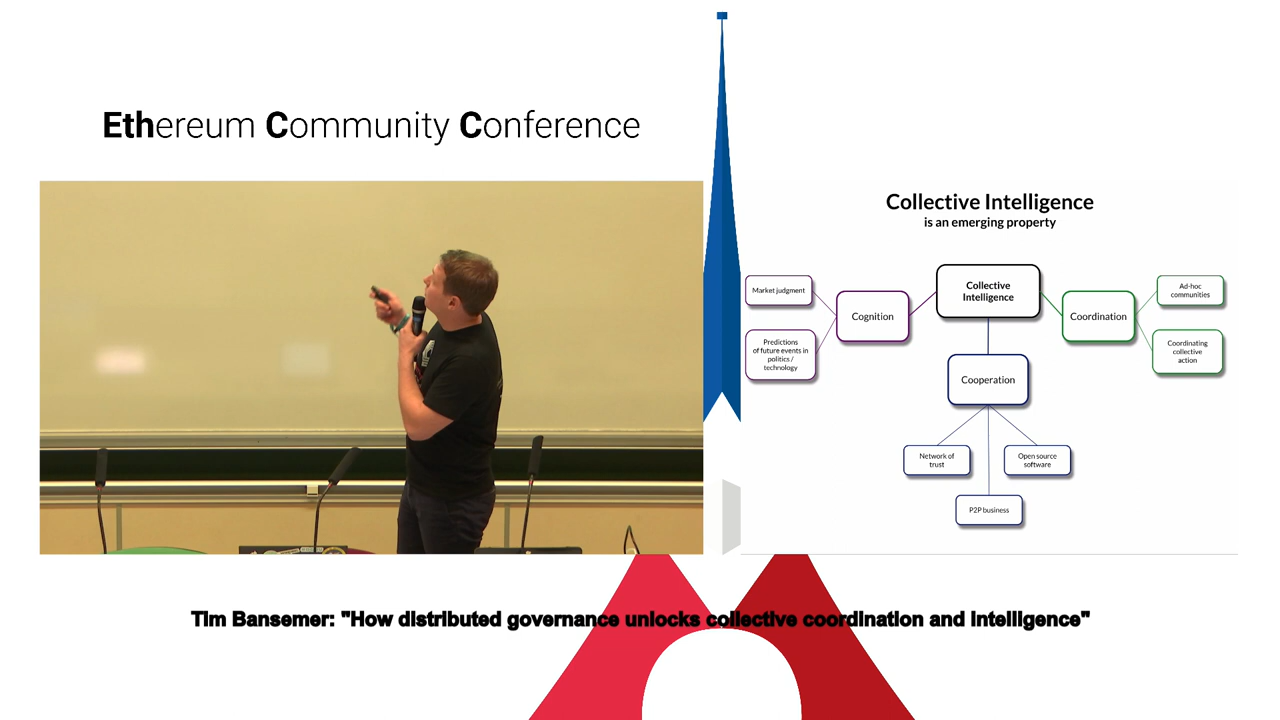 Ethereum Community Conference
Collective Intelligence
is an emerging property
Market judgment
Predictions
of future events in
politics /
technology
Cognition
Collective
Intelligence
Coordination
Ad-hoc
communities
Coordinating
collective
action
Cooperation
Network of
trust
Open source
software
P2P business
Tim Bansemer: "How distributed governance unlocks collective coordination and intelligence"